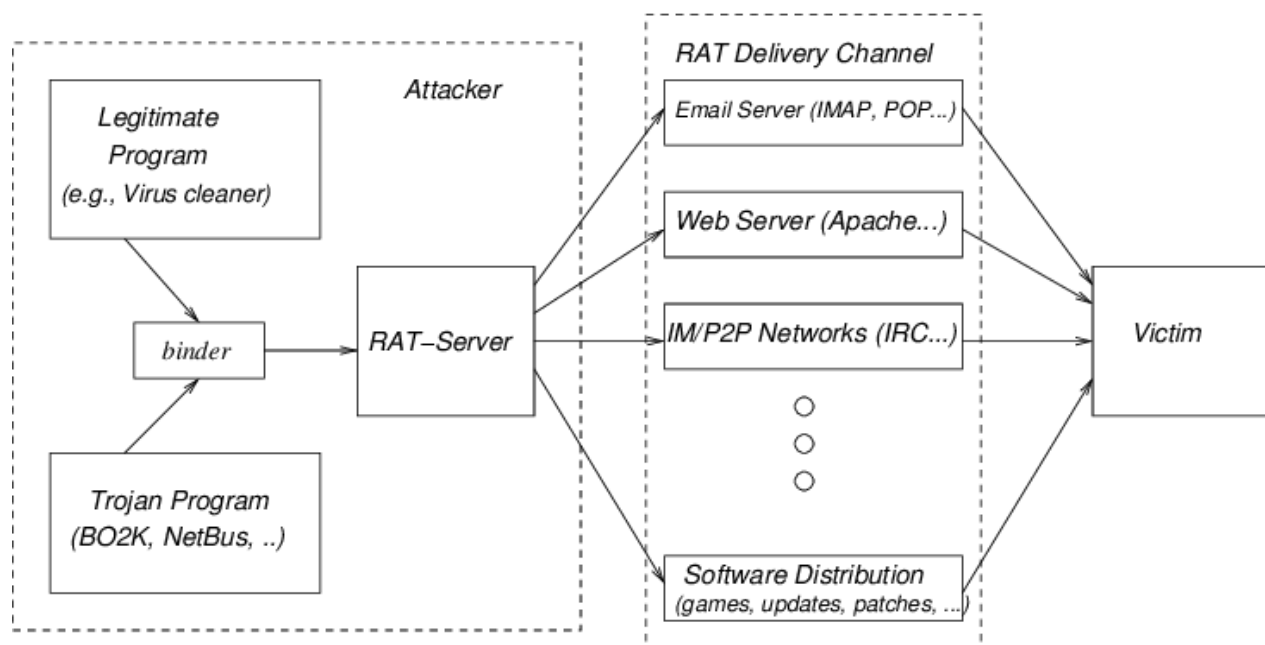 Attacker
Legitimate
Program
(e.g., Virus cleaner)
binder
Trojan Program
(BO2K, NetBus, ..)
RAT–Server
RAT Delivery Channel
Email Server (IMAP, POP...)
Web Server (Apache...)
IM/P2P Networks (IRC...)
Software Distribution
(games, updates, patches, ...)
Victim